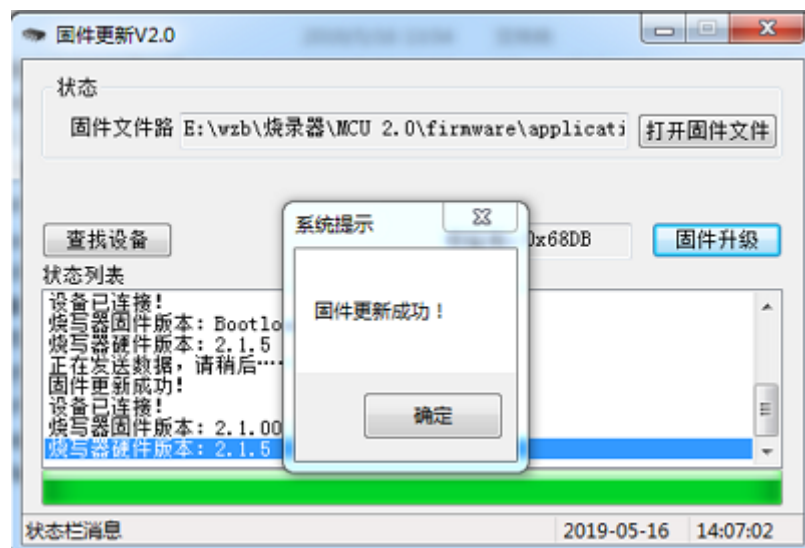 固件更新V2.0
状态
固件文件路 E:\wzb\烧录器\MCU 2.0\firmware\applicati 打开固件文件
系统提示
查找设备 0x68DB 固件升级
状态列表
固件更新成功！
设备已连接!
烧写器固件版本: Bootlo
烧写器硬件版本: 2.1.5
正在发送数据, 请稍后····
固件更新成功!
设备已连接!
烧写器固件版本: 2.1.00
烧写器硬件版本: 2.1.5
确定
状态栏消息 2019-05-16 14:07:02